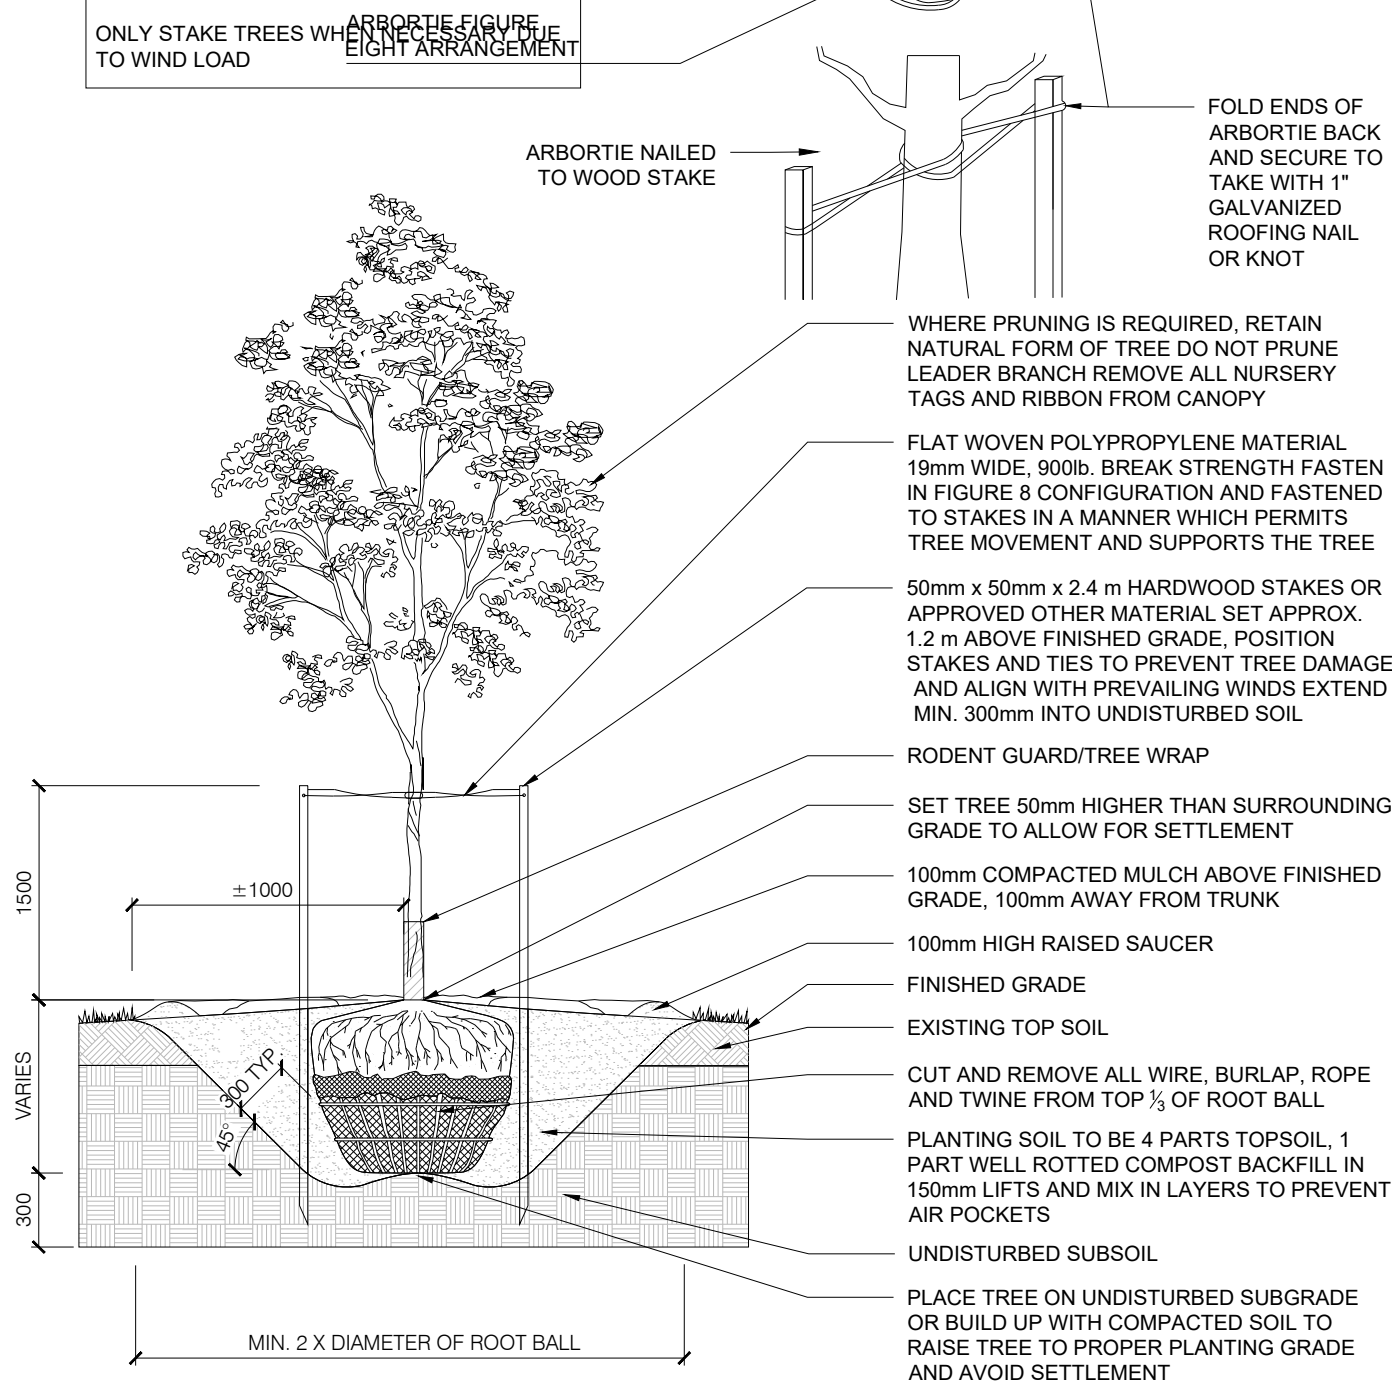 ONLY STAKE TREES WHEN NECESSARY DUE
TO WIND LOAD
ARBORTIE FIGURE
EIGHT ARRANGEMENT
ARBORTIE NAILED
TO WOOD STAKE
FOLD ENDS OF
ARBORTIE BACK
AND SECURE TO
TAKE WITH 1"
GALVANIZED
ROOFING NAIL
OR KNOT
WHERE PRUNING IS REQUIRED, RETAIN
NATURAL FORM OF TREE DO NOT PRUNE
LEADER BRANCH REMOVE ALL NURSERY
TAGS AND RIBBON FROM CANOPY
FLAT WOVEN POLYPROPYLENE MATERIAL
19mm WIDE, 900lb. BREAK STRENGTH FASTEN
IN FIGURE 8 CONFIGURATION AND FASTENED
TO STAKES IN A MANNER WHICH PERMITS
TREE MOVEMENT AND SUPPORTS THE TREE
50mm x 50mm x 2.4 m HARDWOOD STAKES OR
APPROVED OTHER MATERIAL SET APPROX.
1.2 m ABOVE FINISHED GRADE, POSITION
STAKES AND TIES TO PREVENT TREE DAMAGE
AND ALIGN WITH PREVAILING WINDS EXTEND
MIN. 300mm INTO UNDISTURBED SOIL
RODENT GUARD/TREE WRAP
SET TREE 50mm HIGHER THAN SURROUNDING
GRADE TO ALLOW FOR SETTLEMENT
100mm COMPACTED MULCH ABOVE FINISHED
GRADE, 100mm AWAY FROM TRUNK
100mm HIGH RAISED SAUCER
FINISHED GRADE
EXISTING TOP SOIL
CUT AND REMOVE ALL WIRE, BURLAP, ROPE
AND TWINE FROM TOP ⅓ OF ROOT BALL
PLANTING SOIL TO BE 4 PARTS TOPSOIL, 1
PART WELL ROTTED COMPOST BACKFILL IN
150mm LIFTS AND MIX IN LAYERS TO PREVENT
AIR POCKETS
UNDISTURBED SUBSOIL
PLACE TREE ON UNDISTURBED SUBGRADE
OR BUILD UP WITH COMPACTED SOIL TO
RAISE TREE TO PROPER PLANTING GRADE
AND AVOID SETTLEMENT
1500
±1000
VARIES
300 TYP.
45°
300
MIN. 2 X DIAMETER OF ROOT BALL